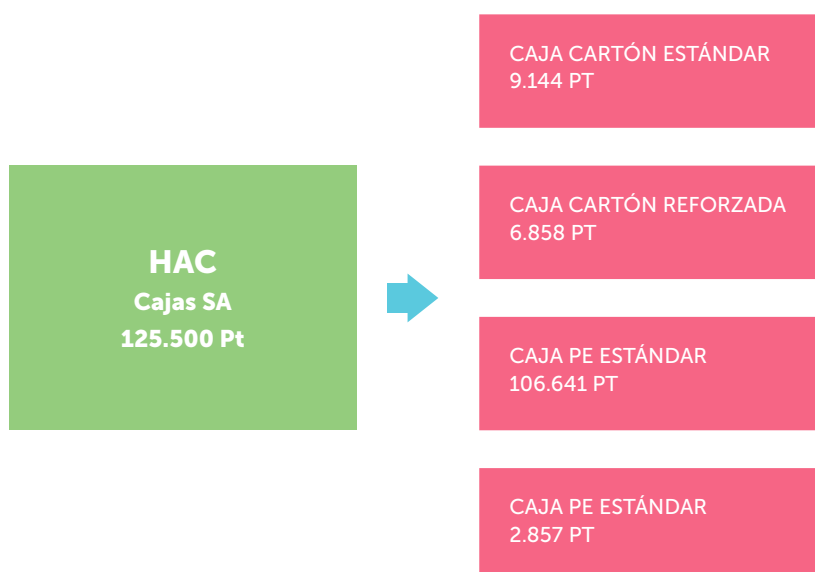 HAC
Cajas SA
125.500 Pt
CAJA CARTÓN ESTÁNDAR
9.144 PT
CAJA CARTÓN REFORZADA
6.858 PT
CAJA PE ESTÁNDAR
106.641 PT
CAJA PE ESTÁNDAR
2.857 PT